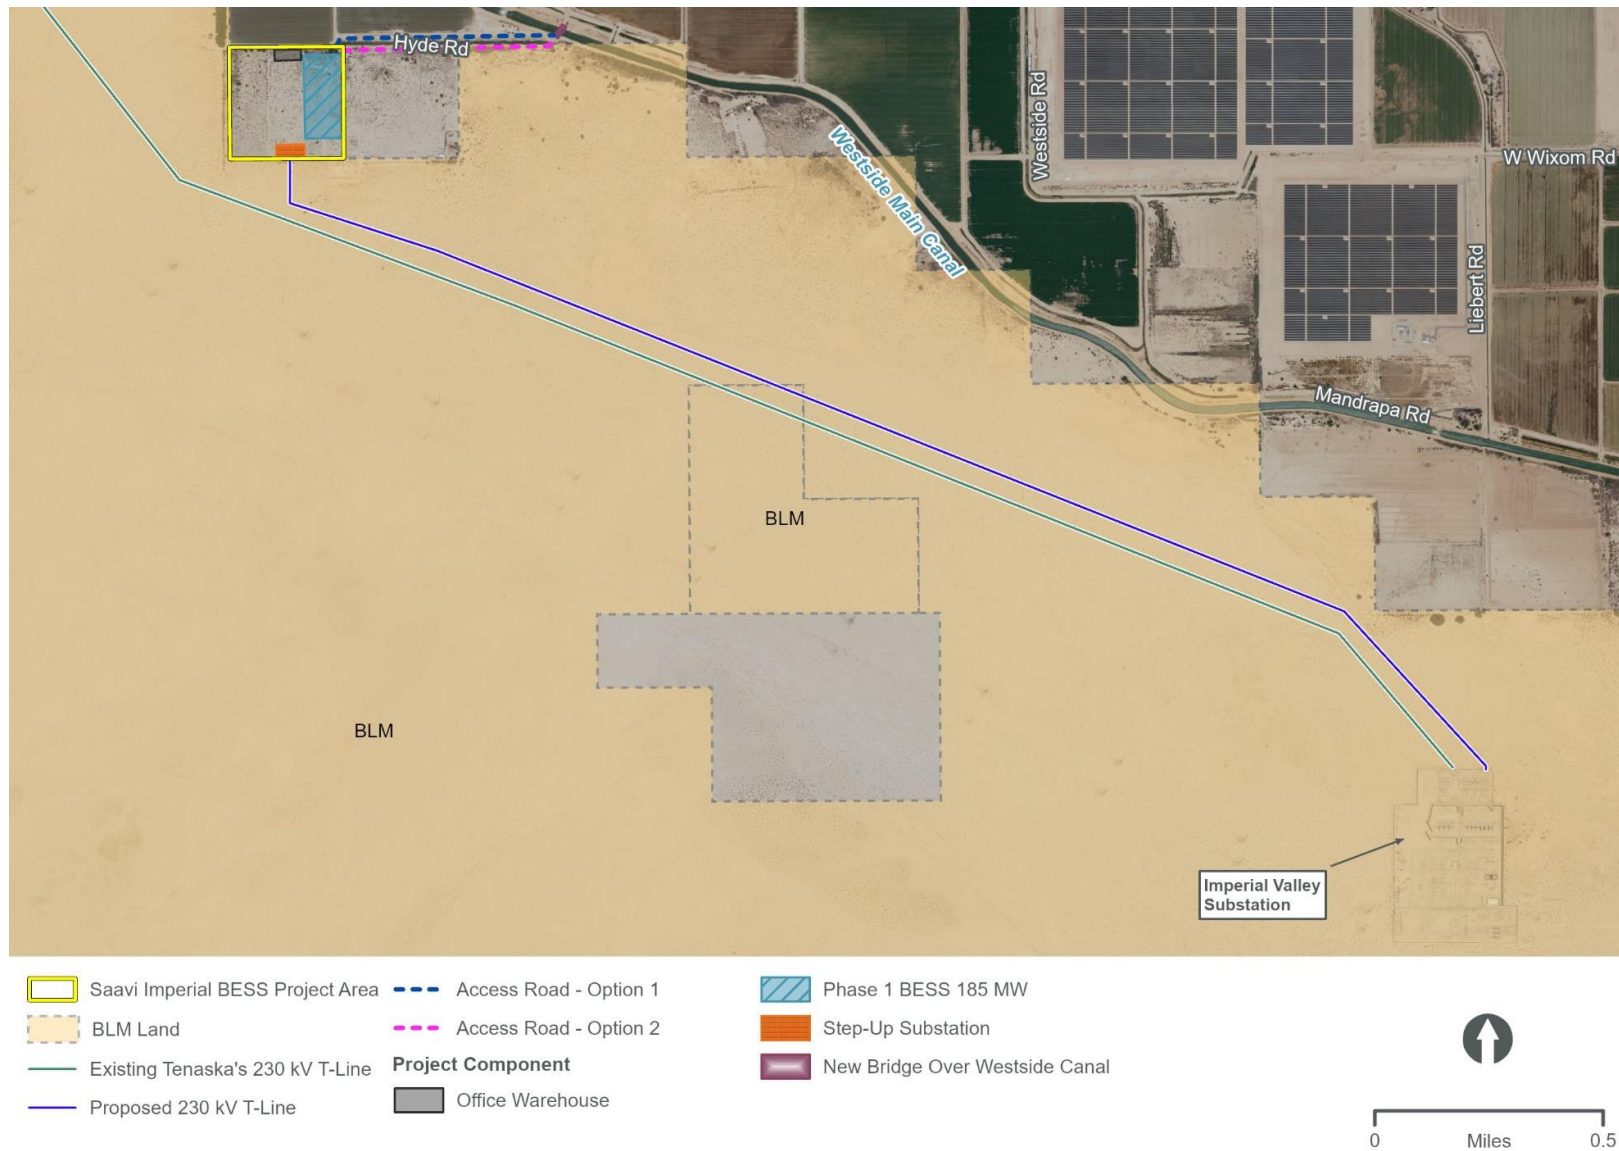 Hyde Rd
Westside Rd
W Wixom Rd
Westside Main Canal
Liebert Rd
Mandrapa Rd
BLM
BLM
Imperial Valley
Substation
Saavi Imperial BESS Project Area
BLM Land
Existing Tenaska's 230 kV T-Line
Proposed 230 kV T-Line
Access Road - Option 1
Access Road - Option 2
Project Component
Office Warehouse
Phase 1 BESS 185 MW
Step-Up Substation
New Bridge Over Westside Canal
0 Miles 0.5